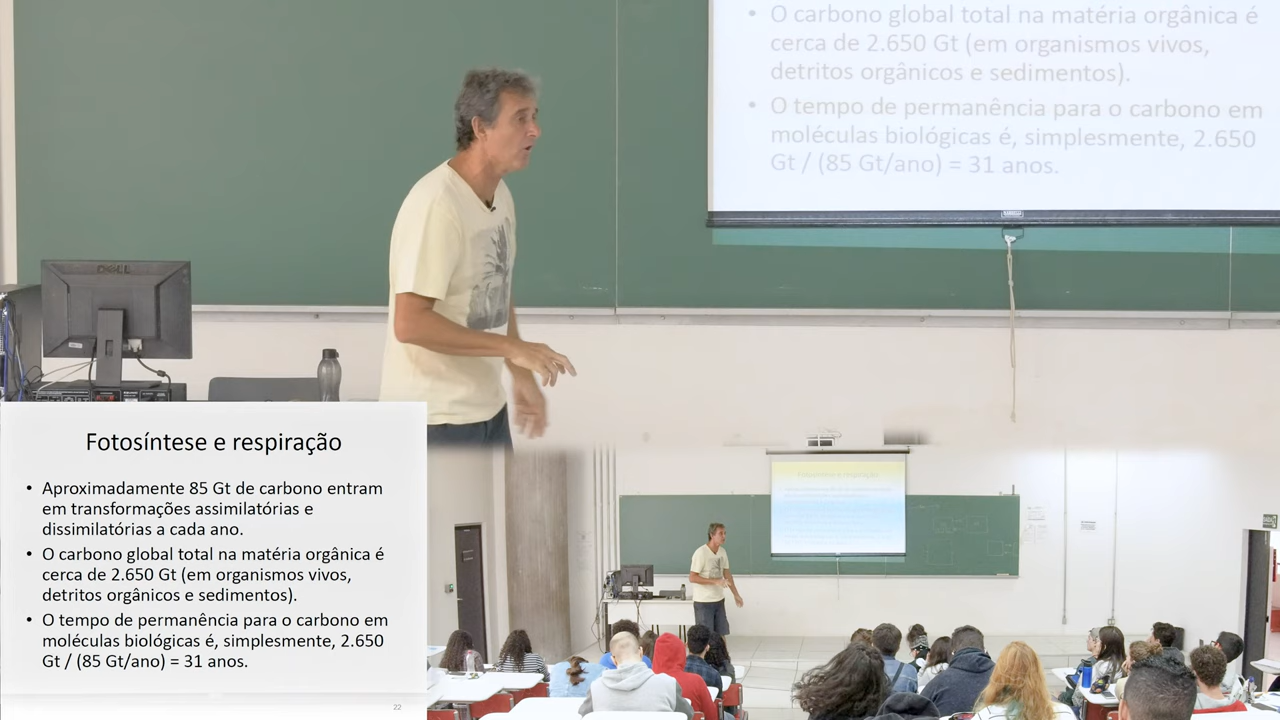 O carbono global total na matéria orgânica é
cerca de 2.650 Gt (em organismos vivos,
detritos orgânicos e sedimentos).
O tempo de permanência para o carbono em
moléculas biológicas é, simplesmente, 2.650
Gt / (85 Gt/ano) = 31 anos.
DELL
Fotosíntese e respiração
• Aproximadamente 85 Gt de carbono entram
em transformações assimilatórias e
dissimilatórias a cada ano.
• O carbono global total na matéria orgânica é
cerca de 2.650 Gt (em organismos vivos,
detritos orgânicos e sedimentos).
• O tempo de permanência para o carbono em
moléculas biológicas é, simplesmente, 2.650
Gt / (85 Gt/ano) = 31 anos.
22
Fotosíntese e respiração